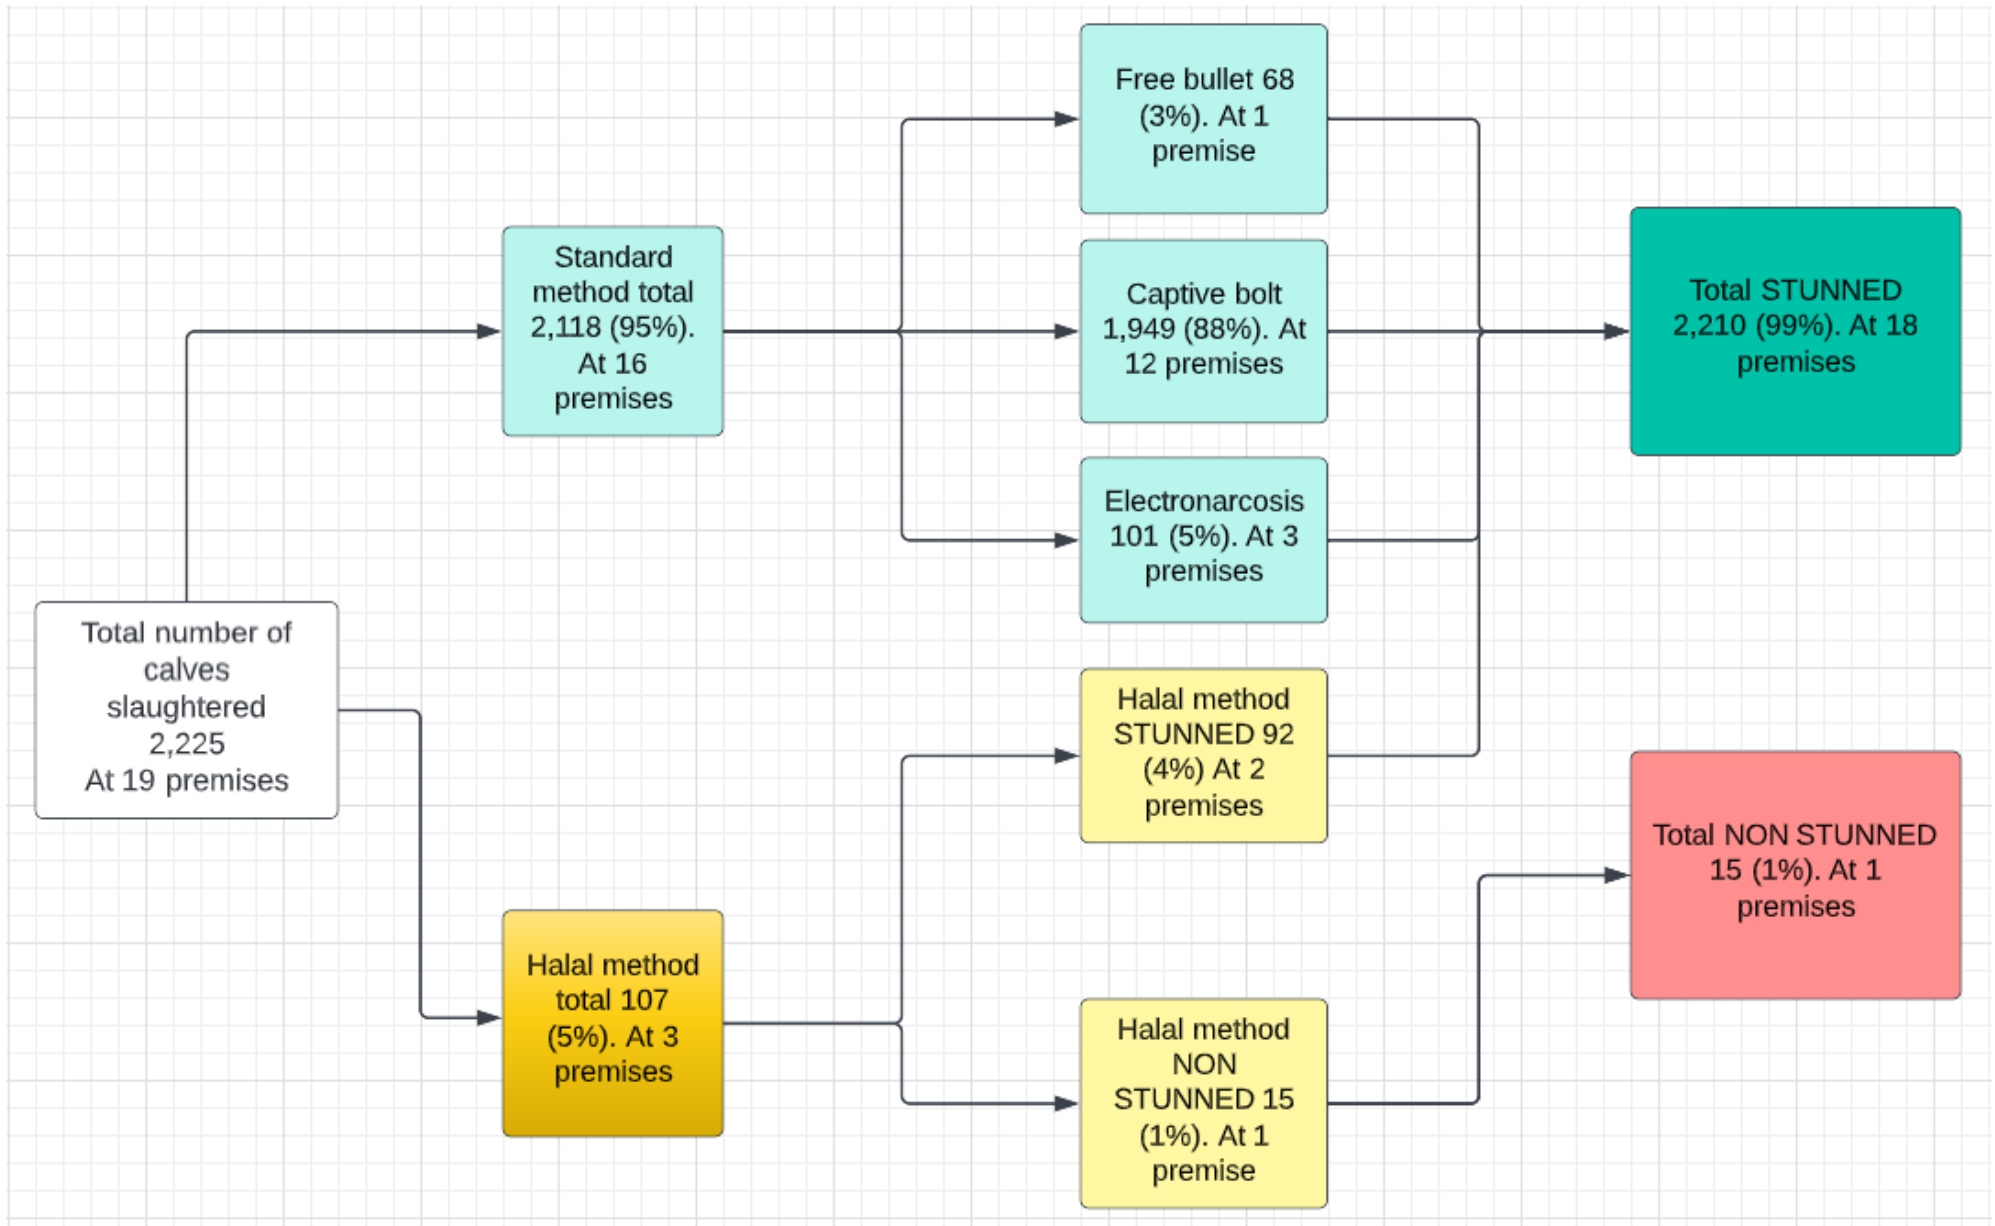 Free bullet 68
(3%). At 1
premise
Standard
method total
2,118 (95%).
At 16
premises
Captive bolt
1,949 (88%). At
12 premises
Total STUNNED
2,210 (99%). At 18
premises
Electronarcosis
101 (5%). At 3
premises
Total number of
calves
slaughtered
2,225
At 19 premises
Halal method
STUNNED 92
(4%) At 2
premises
Total NON STUNNED
15 (1%). At 1
premises
Halal method
total 107
(5%). At 3
premises
Halal method
NON
STUNNED 15
(1%). At 1
premise